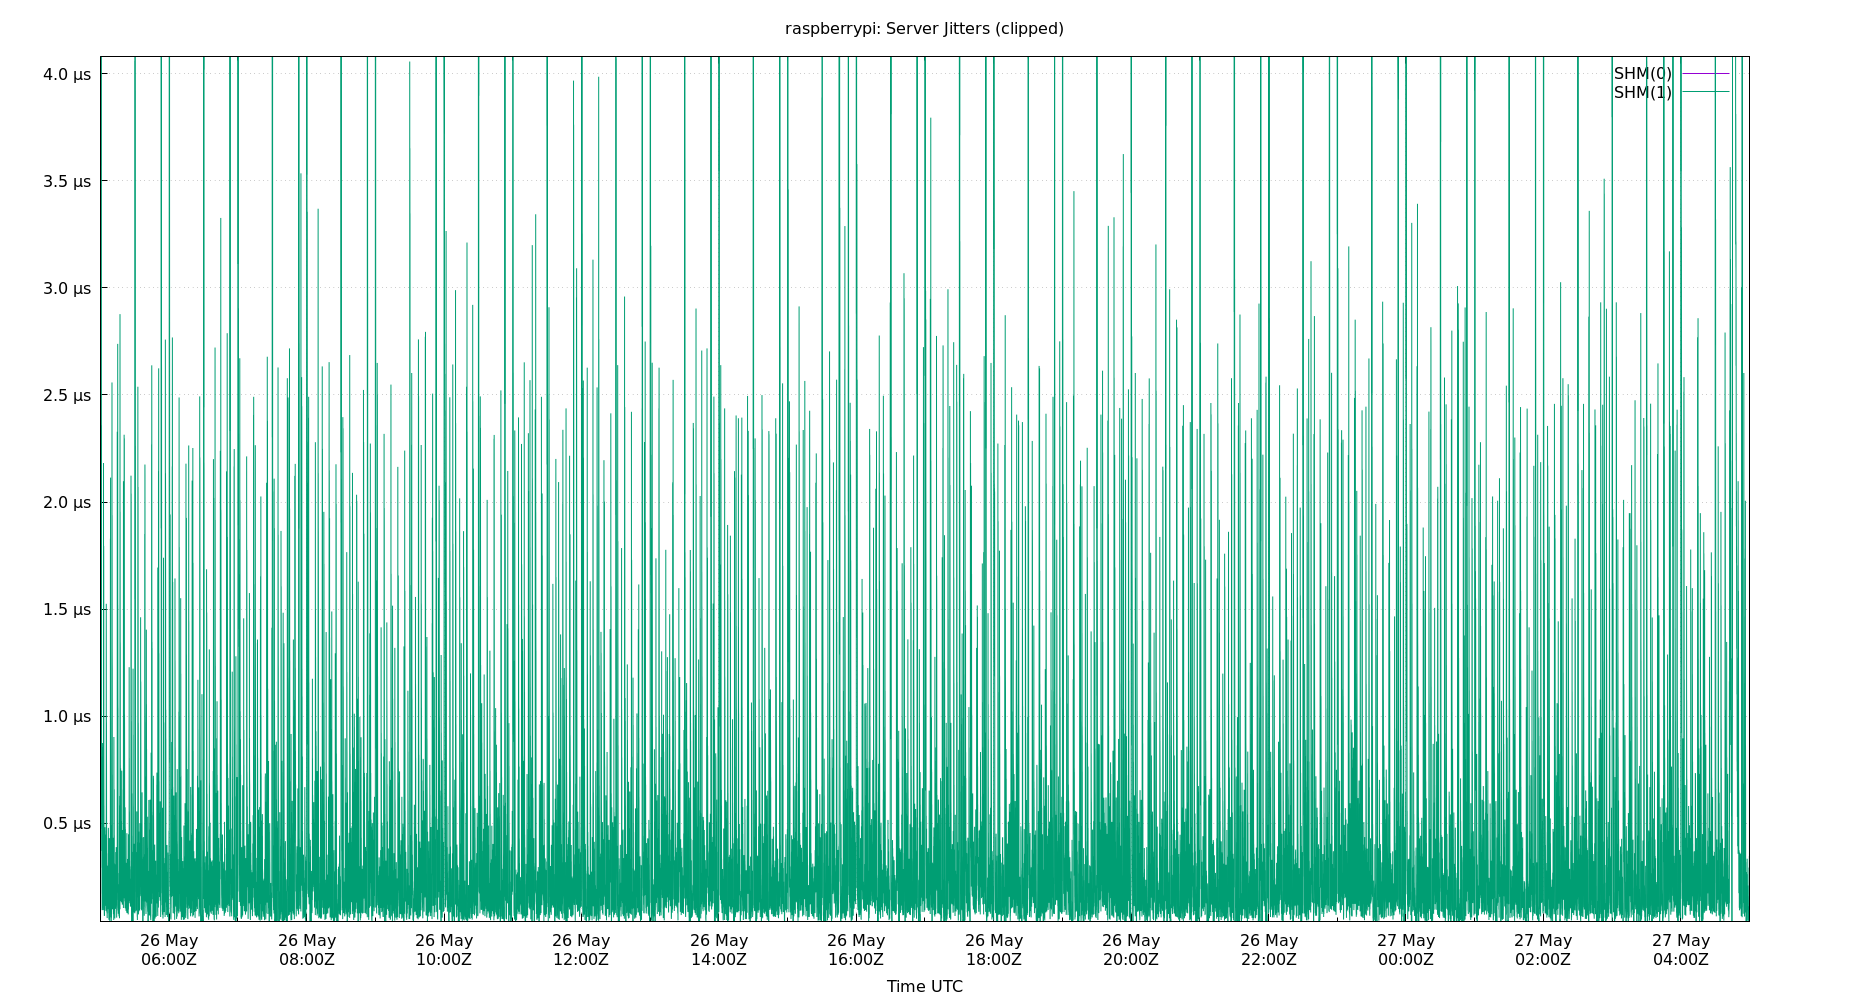 raspberrypi: Server Jitters (clipped)
SHM(0)
SHM(1)
4.0 µs
3.5 µs
3.0 µs
2.5 µs
2.0 µs
1.5 µs
1.0 µs
0.5 µs
26 May 26 May 26 May 26 May 26 May 26 May 26 May 26 May 26 May 27 May 27 May 27 May
06:00Z 08:00Z 10:00Z 12:00Z 14:00Z 16:00Z 18:00Z 20:00Z 22:00Z 00:00Z 02:00Z 04:00Z
Time UTC